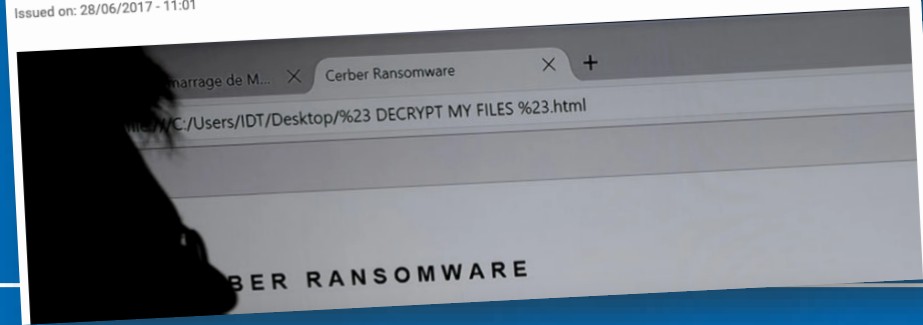 Issued on: 28/06/2017 - 11:01
marrage de M...
Cerber Ransomware
/C:/Users/IDT/Desktop/%23 DECRYPT MY FILES %23.html
BER RANSOMWARE